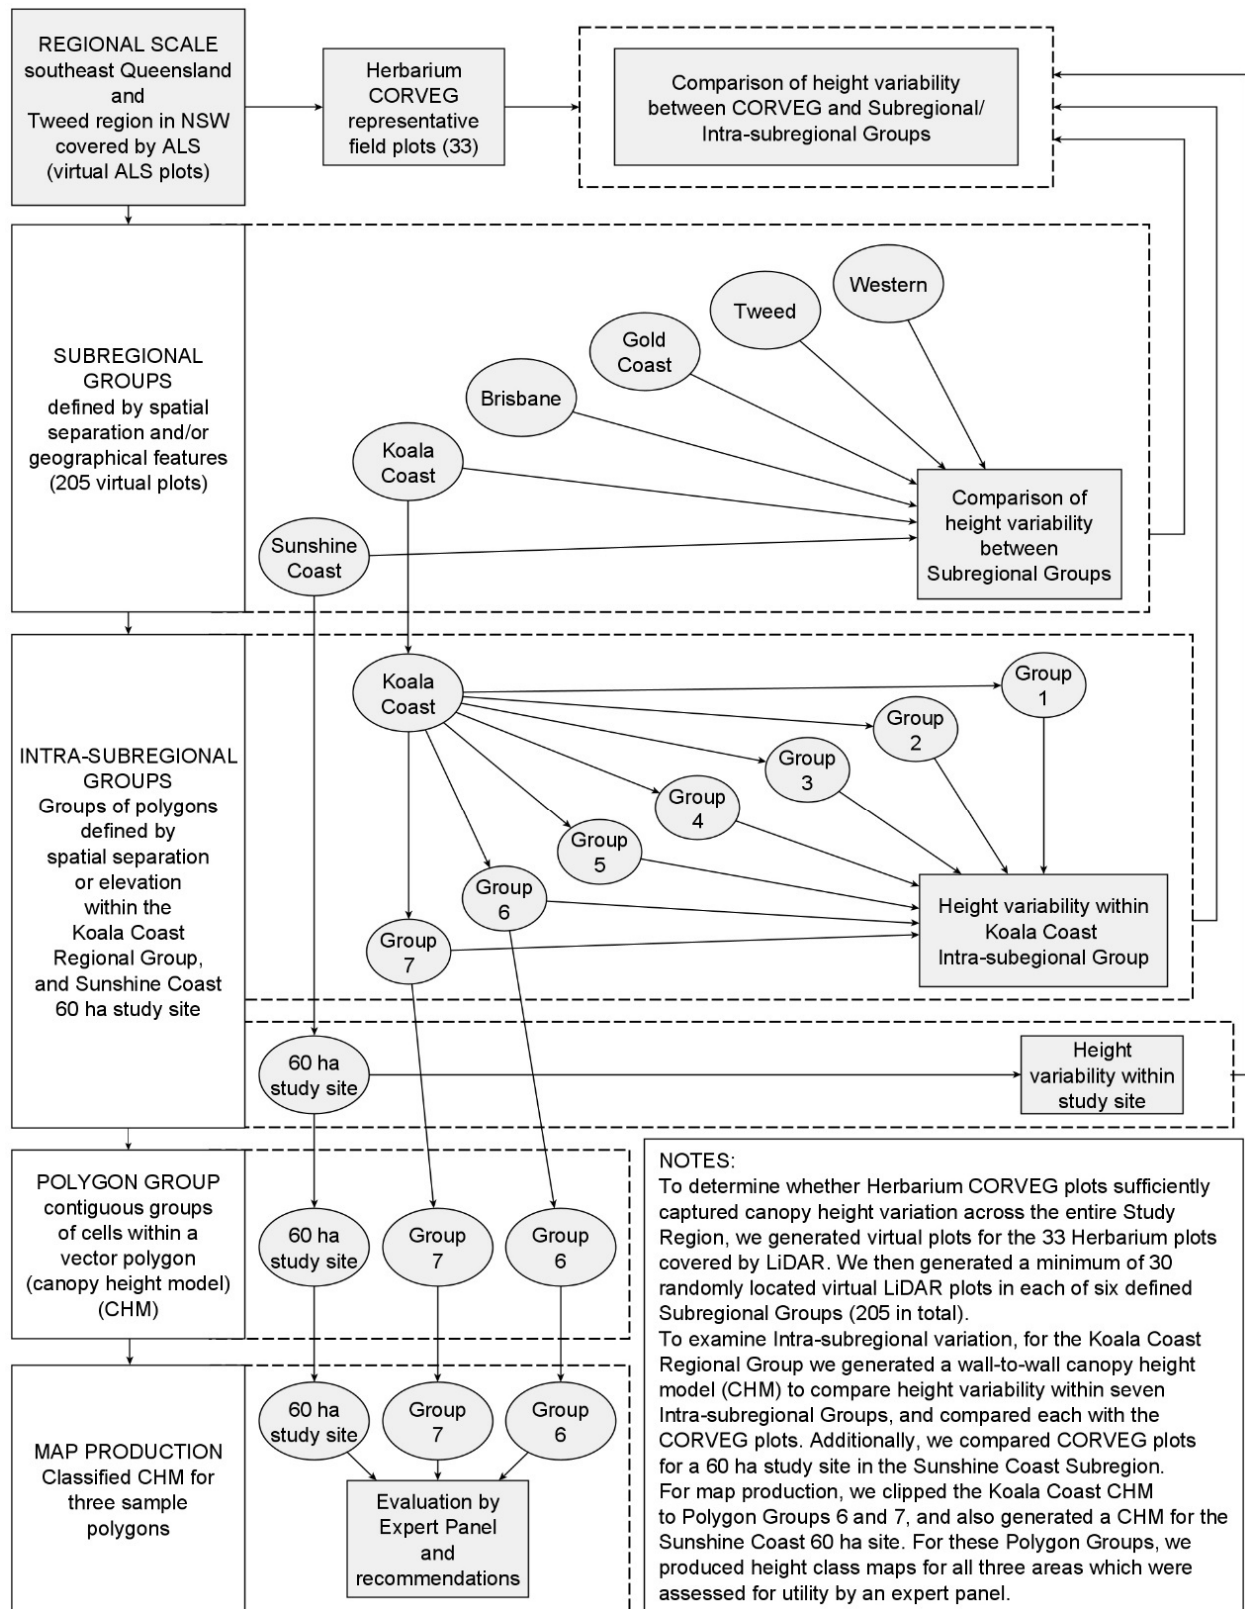 REGIONAL SCALE
southeast Queensland
and
Tweed region in NSW
covered by ALS
(virtual ALS plots)
Herbarium
CORVEG
representative
field plots (33)
Comparison of height variability
between CORVEG and Subregional/
Intra-subregional Groups
SUBREGIONAL
GROUPS
defined by spatial
separation and/or
geographical features
(205 virtual plots)
Western
Tweed
Gold
Coast
Brisbane
Koala
Coast
Sunshine
Coast
Comparison of
height variability
between
Subregional Groups
INTRA-SUBREGIONAL
GROUPS
Groups of polygons
defined by
spatial separation
or elevation
within the
Koala Coast
Regional Group,
and Sunshine Coast
60 ha study site
Koala
Coast
Group
1
Group
2
Group
3
Group
4
Group
5
Group
6
Group
7
Height variability within
Koala Coast
Intra-subegional Group
60 ha
study site
Height
variability within
study site
POLYGON GROUP
contiguous groups
of cells within a
vector polygon
(canopy height model)
(CHM)
60 ha
study site
Group
7
Group
6
MAP PRODUCTION
Classified CHM for
three sample
polygons
60 ha
study site
Group
7
Group
6
Evaluation by
Expert Panel
and
recommendations
NOTES:
To determine whether Herbarium CORVEG plots sufficiently
captured canopy height variation across the entire Study
Region, we generated virtual plots for the 33 Herbarium plots
covered by LiDAR. We then generated a minimum of 30
randomly located virtual LiDAR plots in each of six defined
Subregional Groups (205 in total).
To examine Intra-subregional variation, for the Koala Coast
Regional Group we generated a wall-to-wall canopy height
model (CHM) to compare height variability within seven
Intra-subregional Groups, and compared each with the
CORVEG plots. Additionally, we compared CORVEG plots
for a 60 ha study site in the Sunshine Coast Subregion.
For map production, we clipped the Koala Coast CHM
to Polygon Groups 6 and 7, and also generated a CHM for the
Sunshine Coast 60 ha site. For these Polygon Groups, we
produced height class maps for all three areas which were
assessed for utility by an expert panel.